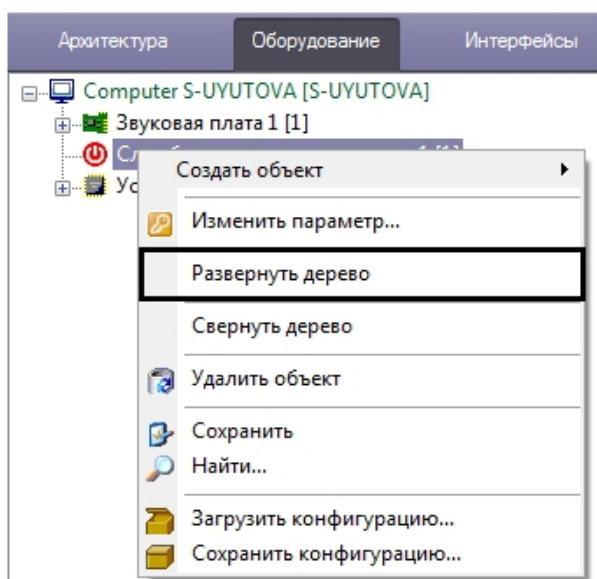 Архитектура Оборудование Интерфейсы
Computer S-UYUTOVA [S-UYUTOVA]
Звуковая плата 1 [1]
Создать объект
Изменить параметр...
Развернуть дерево
Свернуть дерево
Удалить объект
Сохранить
Найти...
Загрузить конфигурацию...
Сохранить конфигурацию...